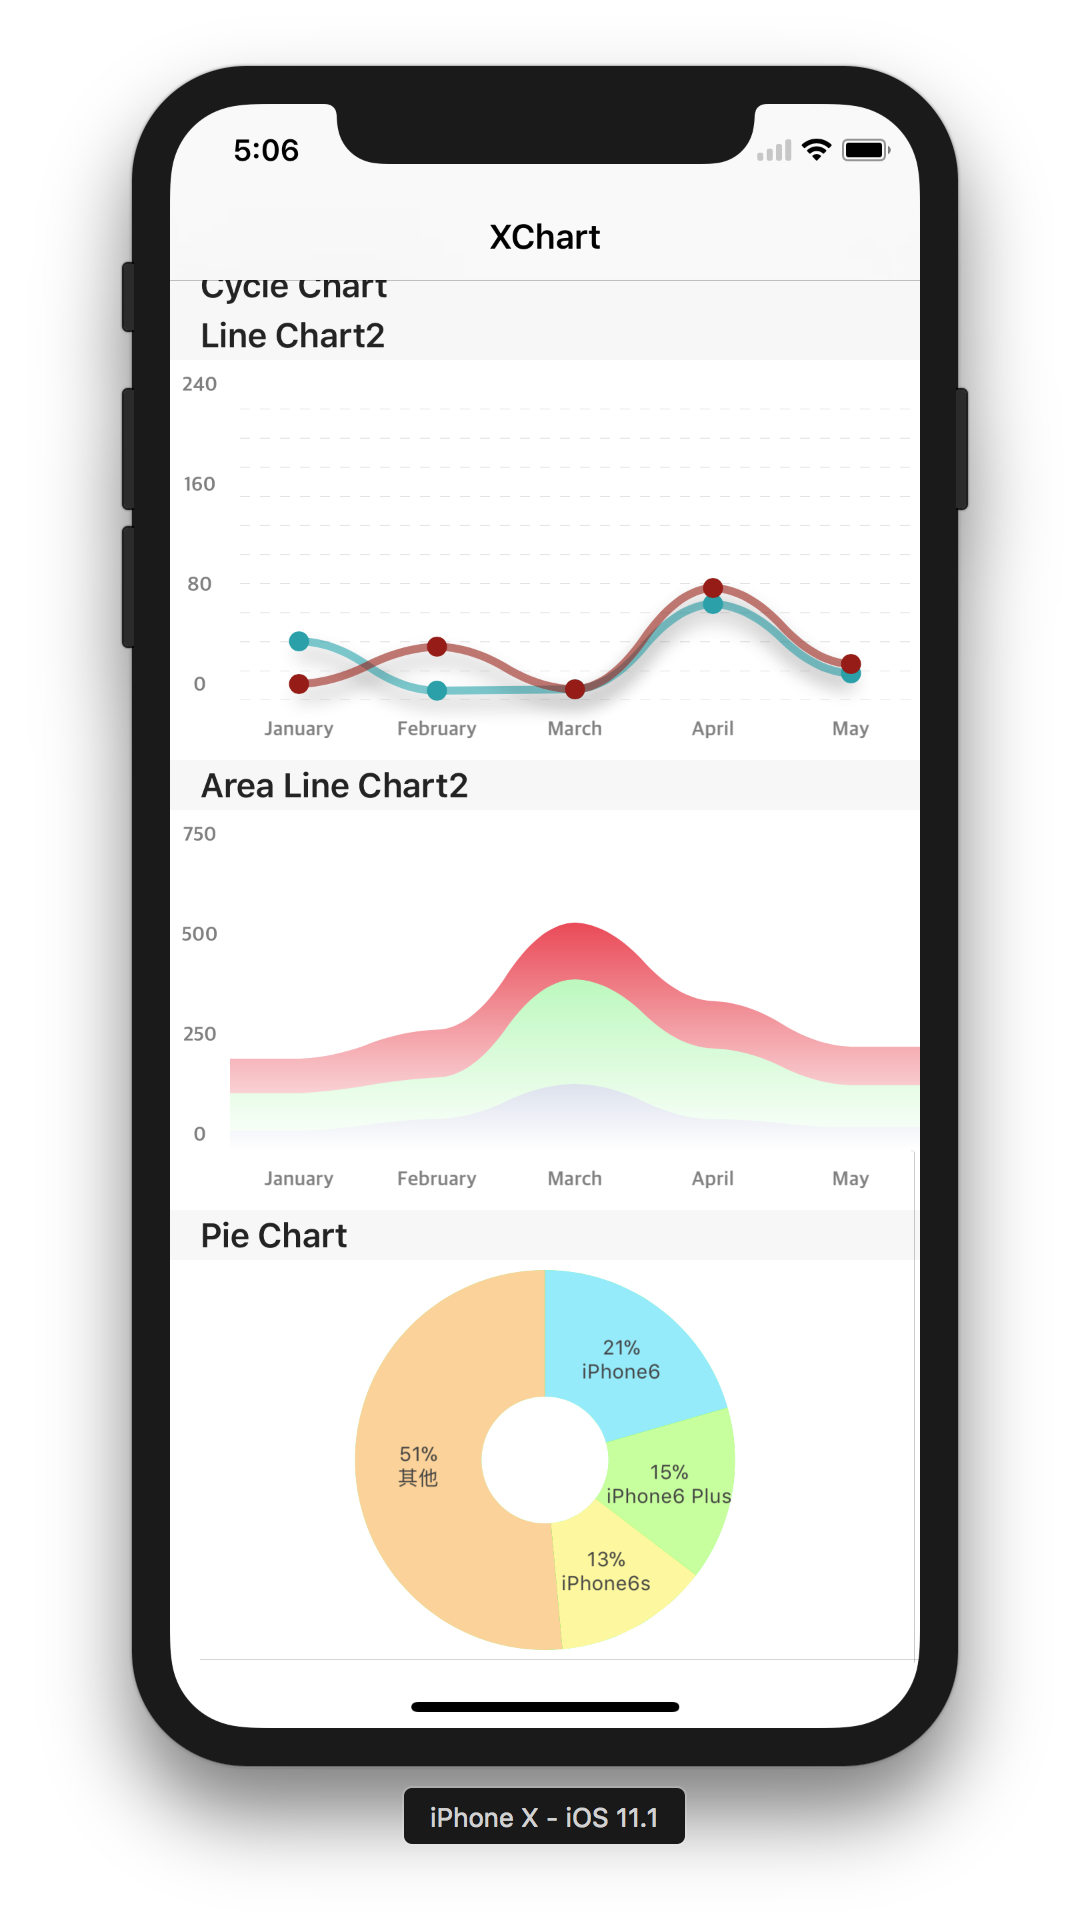 5:06
XChart
Cycle Chart
Line Chart2
240
160
80
0
January February March April May
Area Line Chart2
750
500
250
0
January February March April May
Pie Chart
21%
iPhone6
51%
其他
15%
iPhone6 Plus
13%
iPhone6s
iPhone X - iOS 11.1